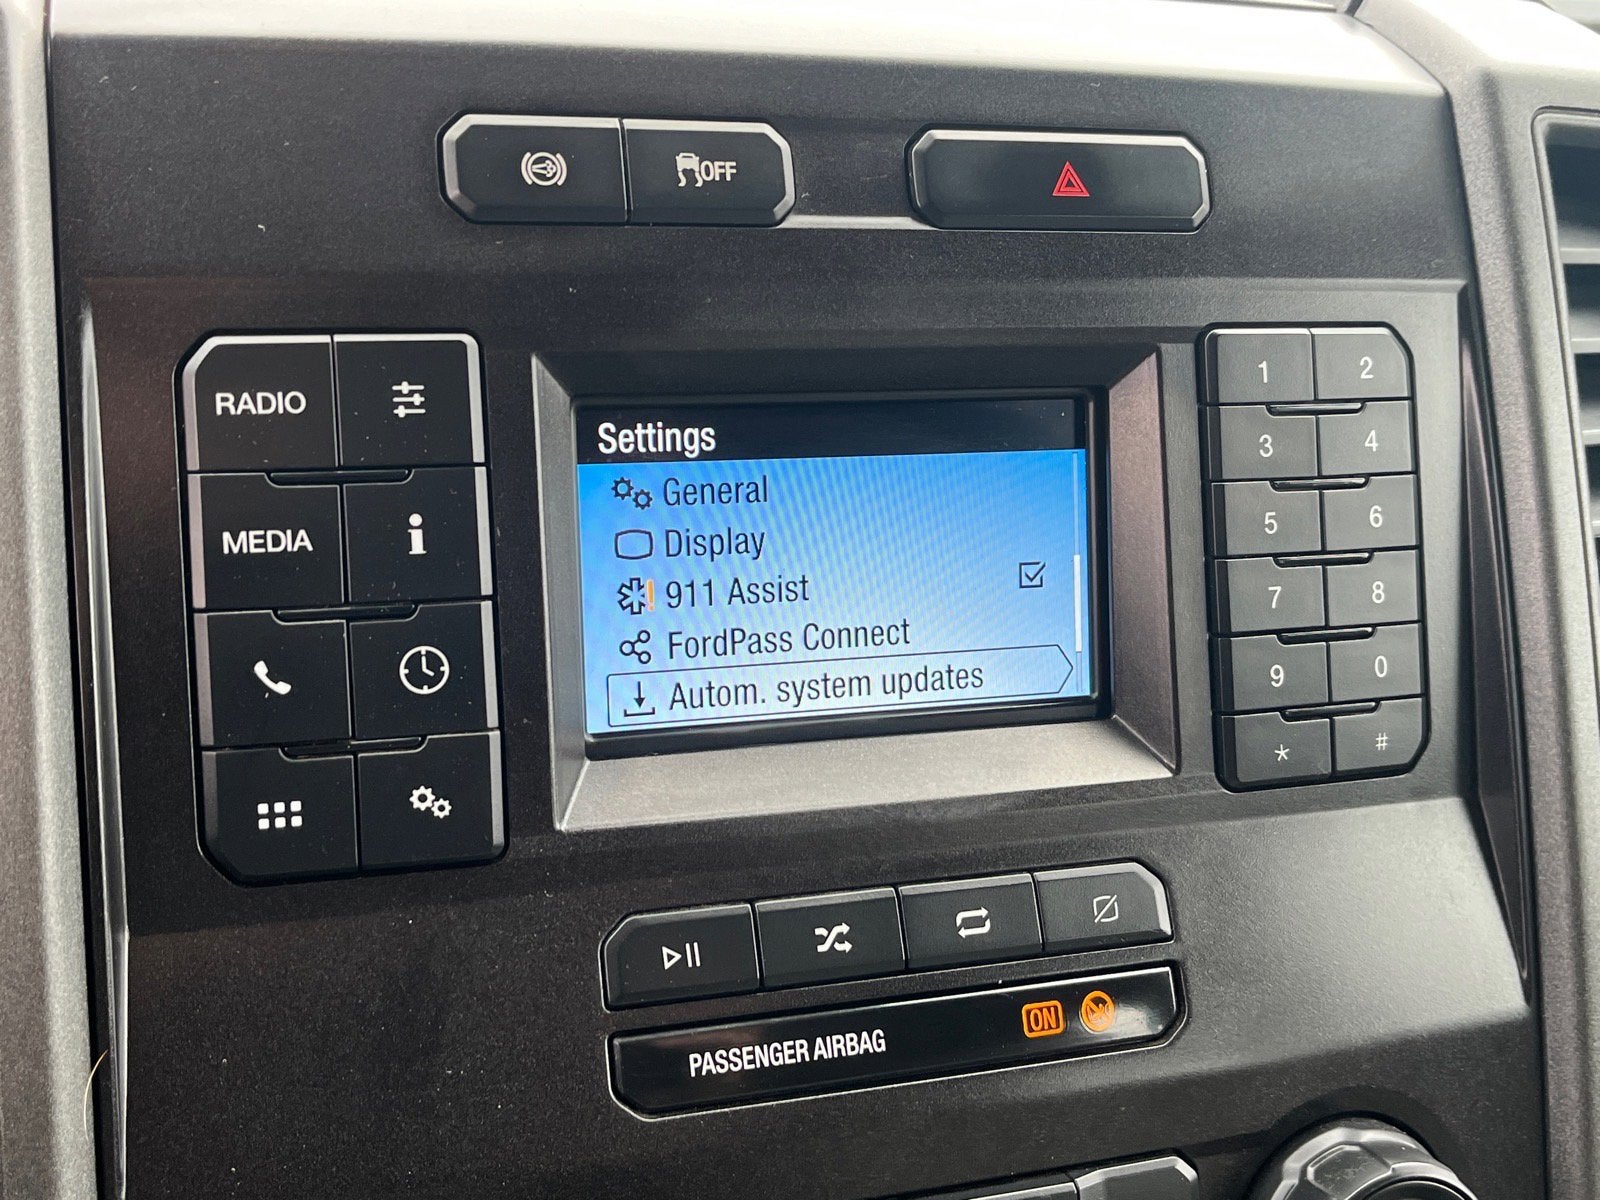 OFF
RADIO
MEDIA
i
Settings
General
Display
911 Assist
FordPass Connect
Autom. system updates
1 2
3 4
5 6
7 8
9 0
* #
PASSENGER AIRBAG ON